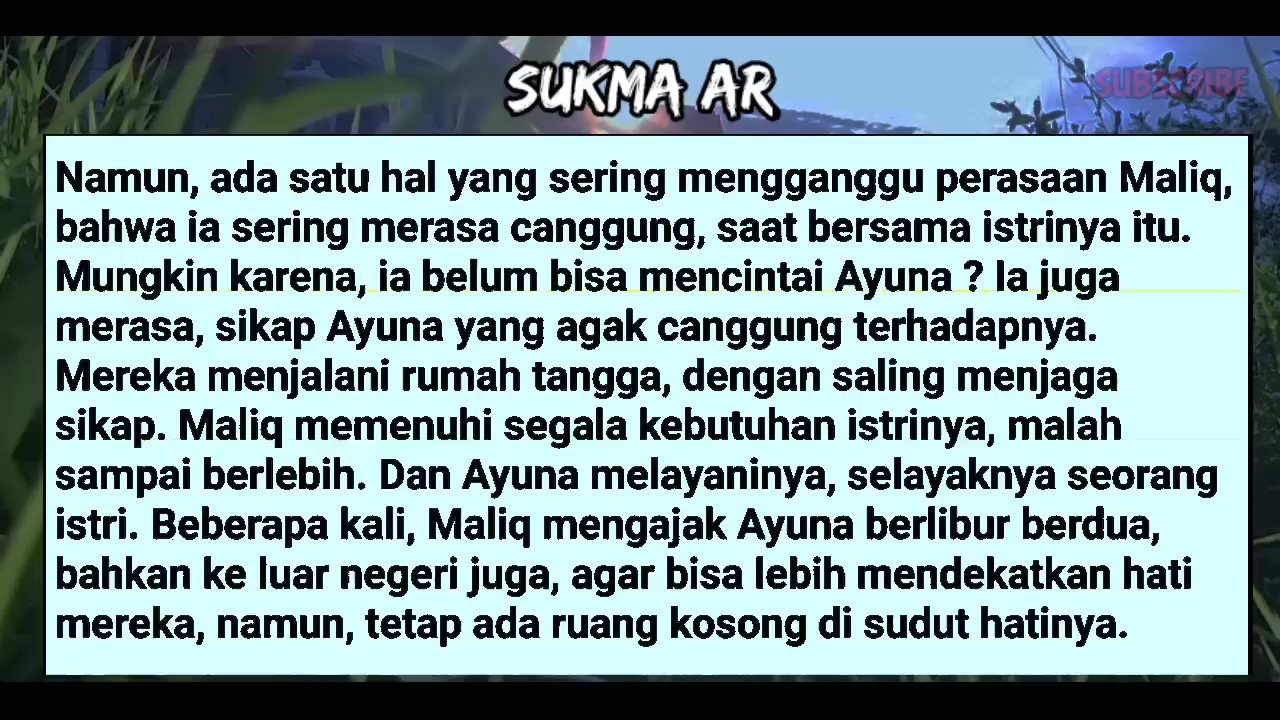 SUKMA AR
SUBSCRIBE
Namun, ada satu hal yang sering mengganggu perasaan Maliq,
bahwa ia sering merasa canggung, saat bersama istrinya itu.
Mungkin karena, ia belum bisa mencintai Ayuna ? Ia juga
merasa, sikap Ayuna yang agak canggung terhadapnya.
Mereka menjalani rumah tangga, dengan saling menjaga
sikap. Maliq memenuhi segala kebutuhan istrinya, malah
sampai berlebih. Dan Ayuna melayaninya, selayaknya seorang
istri. Beberapa kali, Maliq mengajak Ayuna berlibur berdua,
bahkan ke luar negeri juga, agar bisa lebih mendekatkan hati
mereka, namun, tetap ada ruang kosong di sudut hatinya.